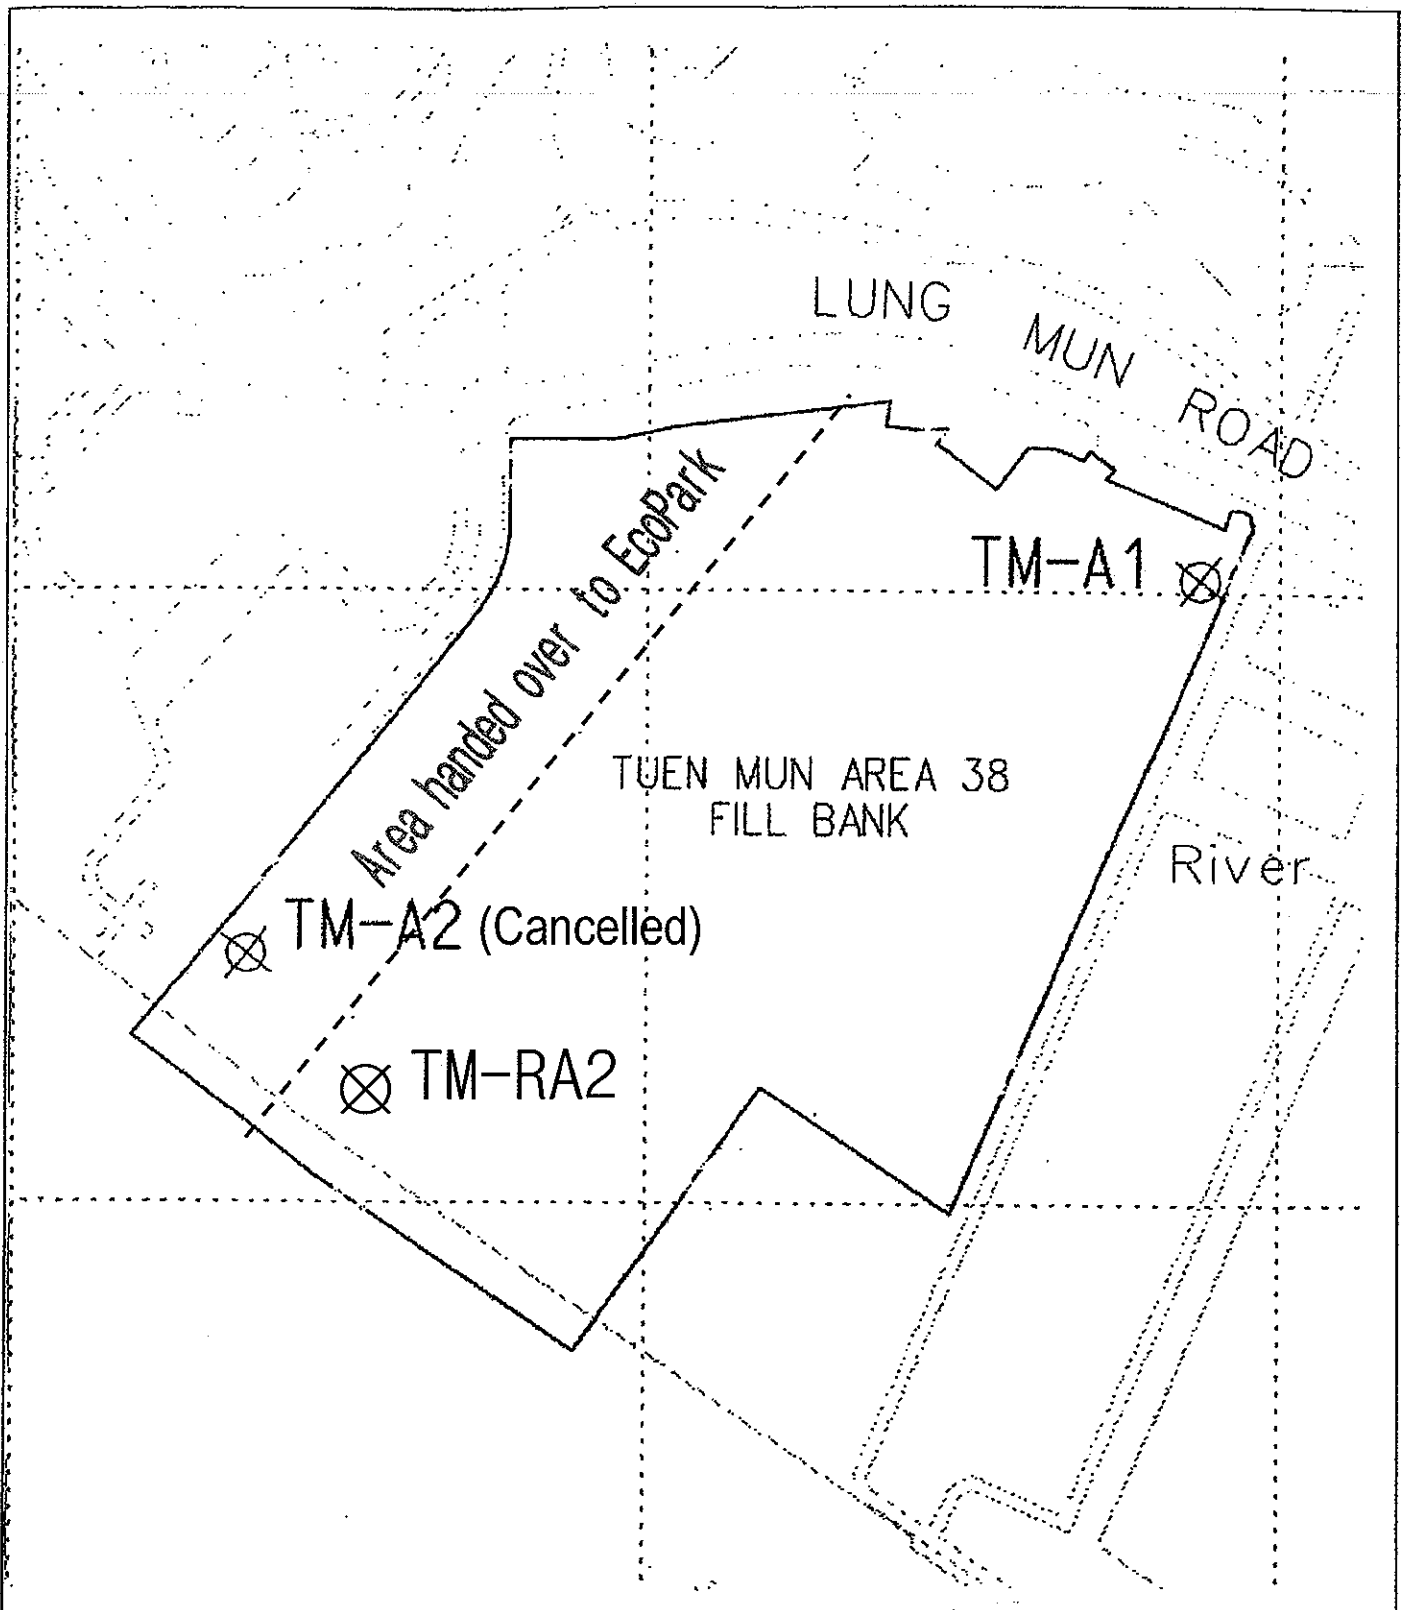 LUNG MUN ROAD
Area handed over to EcoPark
TM-A1
TUEN MUN AREA 38
FILL BANK
River
TM-A2 (Cancelled)
TM-RA2